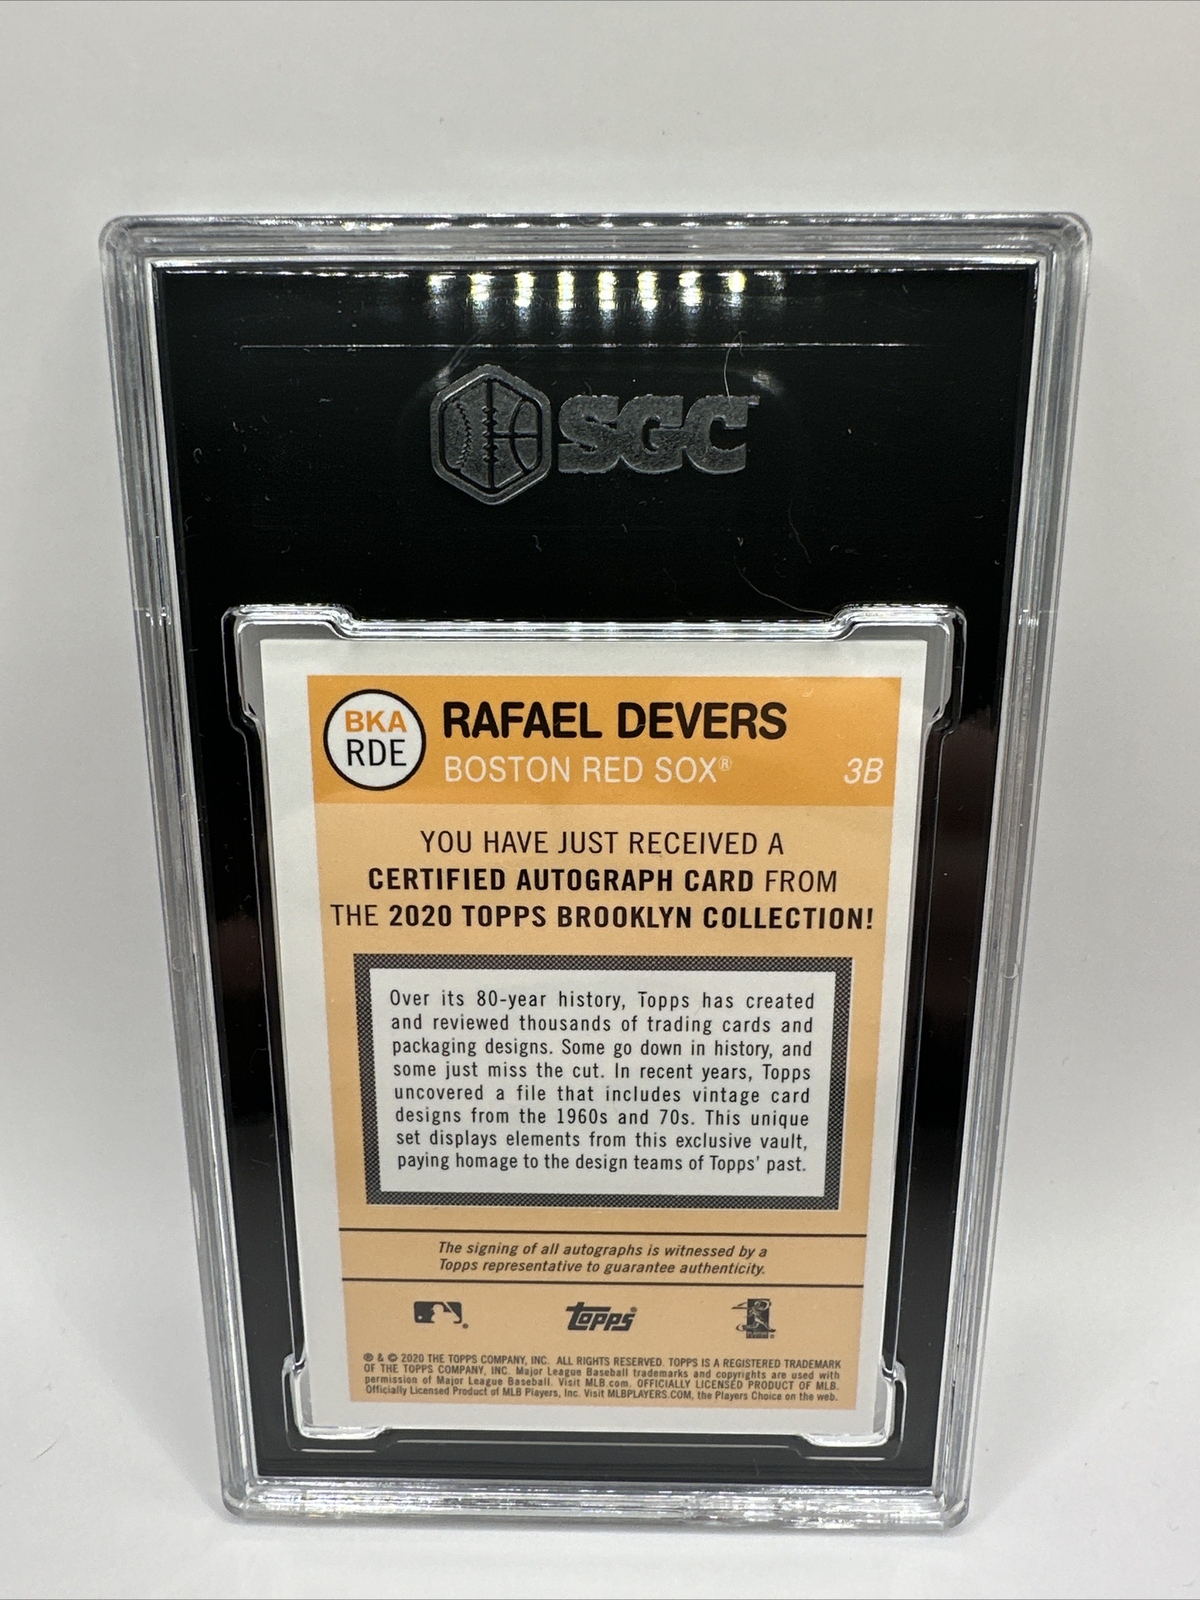 SGC
BKA
RDE
RAFAEL DEVERS
BOSTON RED SOX®
3B
YOU HAVE JUST RECEIVED A
CERTIFIED AUTOGRAPH CARD FROM
THE 2020 TOPPS BROOKLYN COLLECTION!
Over its 80-year history, Topps has created
and reviewed thousands of trading cards and
packaging designs. Some go down in history, and
some just miss the cut. In recent years, Topps
uncovered a file that includes vintage card
designs from the 1960s and 70s. This unique
set displays elements from this exclusive vault,
paying homage to the design teams of Topps' past.
The signing of all autographs is witnessed by a
Topps representative to guarantee authenticity.
topps®
® & © 2020 THE TOPPS COMPANY, INC. ALL RIGHTS RESERVED. TOPPS IS A REGISTERED TRADEMARK
OF THE TOPPS COMPANY, INC. Major League Baseball trademarks and copyrights are used with
permission of Major League Baseball. Visit MLB.com. OFFICIALLY LICENSED PRODUCT OF MLB.
Officially Licensed Product of MLB Players, Inc. Visit MLBPLAYERS.COM, the Players Choice on the web.